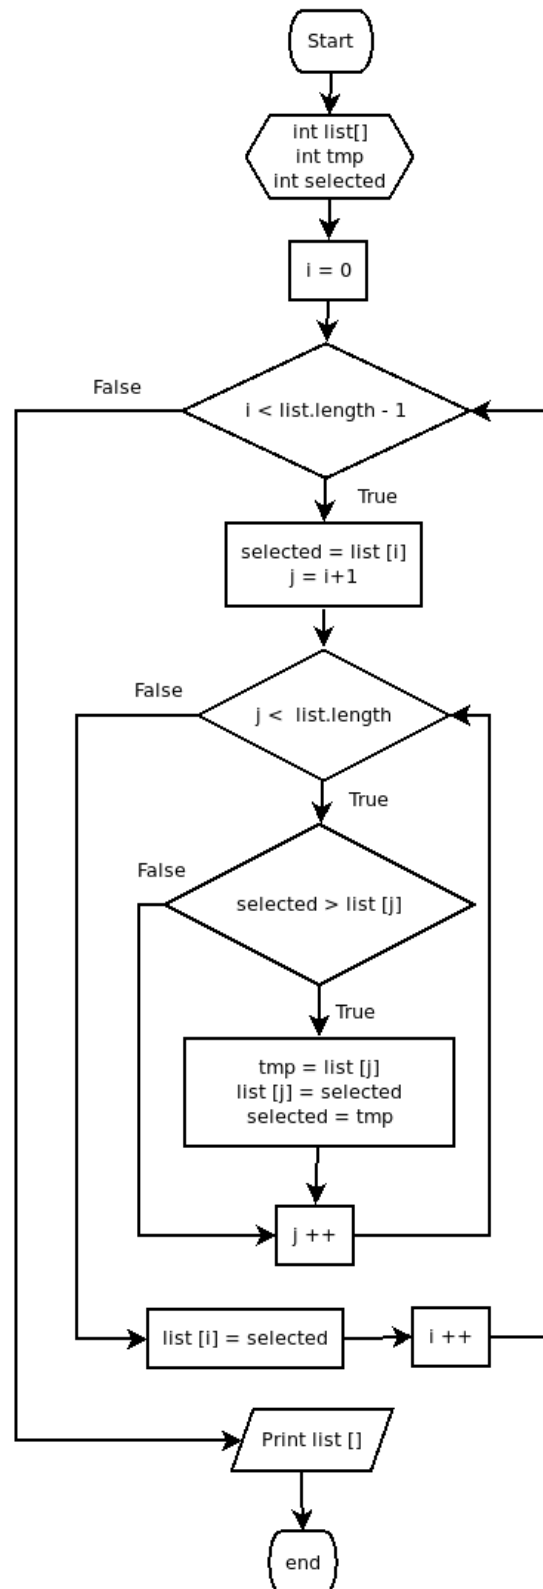 Start
int list[]
int tmp
int selected
i = 0
False
i < list.length - 1
True
selected = list [i]
j = i+1
False
j <  list.length
True
False
selected > list [j]
True
tmp = list [j]
list [j] = selected
selected = tmp
j ++
list [i] = selected
i ++
Print list []
end